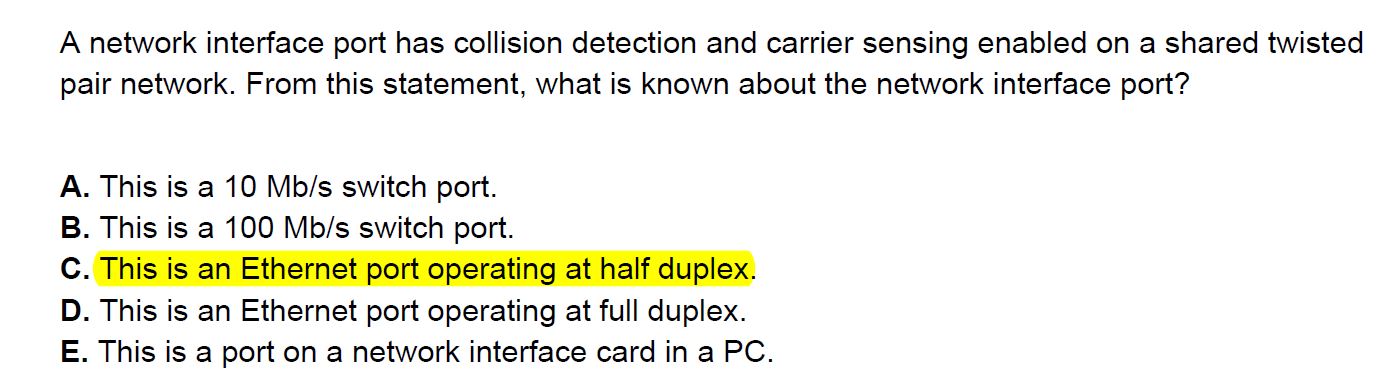 A network interface port has collision detection and carrier sensing enabled on a shared twisted
pair network. From this statement, what is known about the network interface port?
A. This is a 10 Mb/s switch port.
B. This is a 100 Mb/s switch port.
C. This is an Ethernet port operating at half duplex.
D. This is an Ethernet port operating at full duplex.
E. This is a port on a network interface card in a PC.